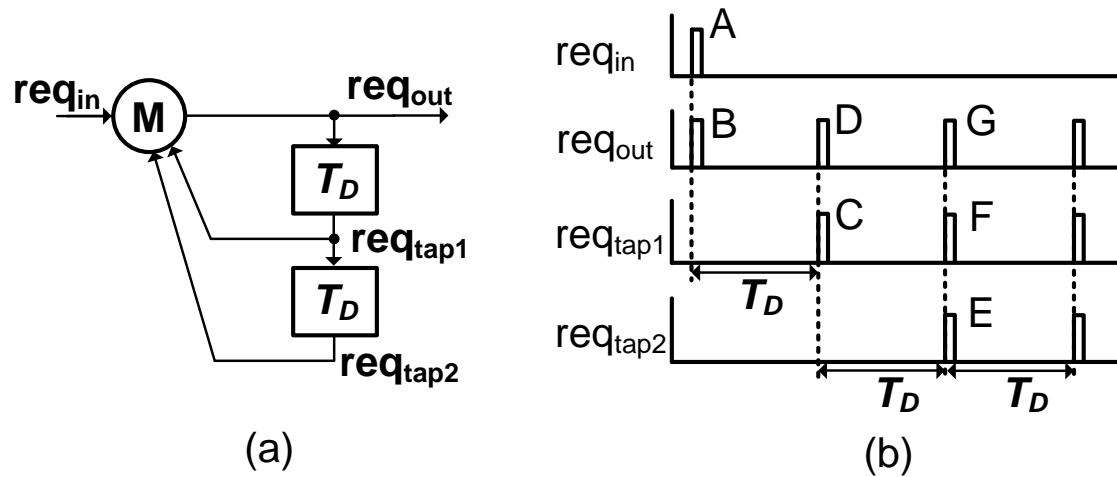 req_in
M
req_out
T_D
req_tap1
T_D
req_tap2
(a)
req_in
A
req_out
B D G
req_tap1
C F
T_D
req_tap2
E
T_D T_D
(b)